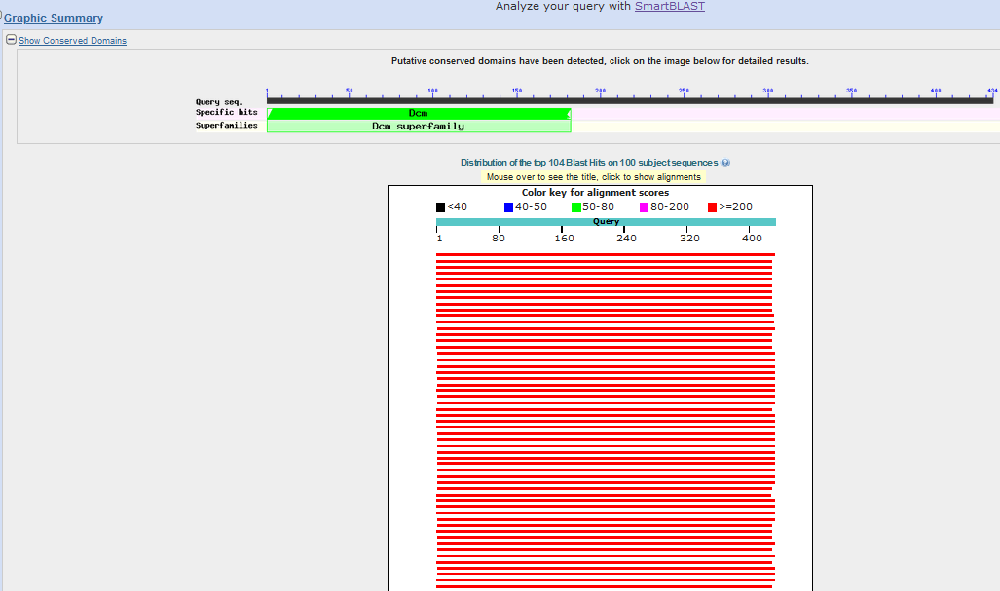 Analyze your query with SmartBLAST
Graphic Summary
Show Conserved Domains
Putative conserved domains have been detected, click on the image below for detailed results.
1 50 100 150 200 250 300 350 400 434
Query seq.
Specific hits Dcm
Superfamilies Dcm superfamily
Distribution of the top 104 Blast Hits on 100 subject sequences
Mouse over to see the title, click to show alignments
Color key for alignment scores
<40 40-50 50-80 80-200 >=200
Query
1 80 160 240 320 400